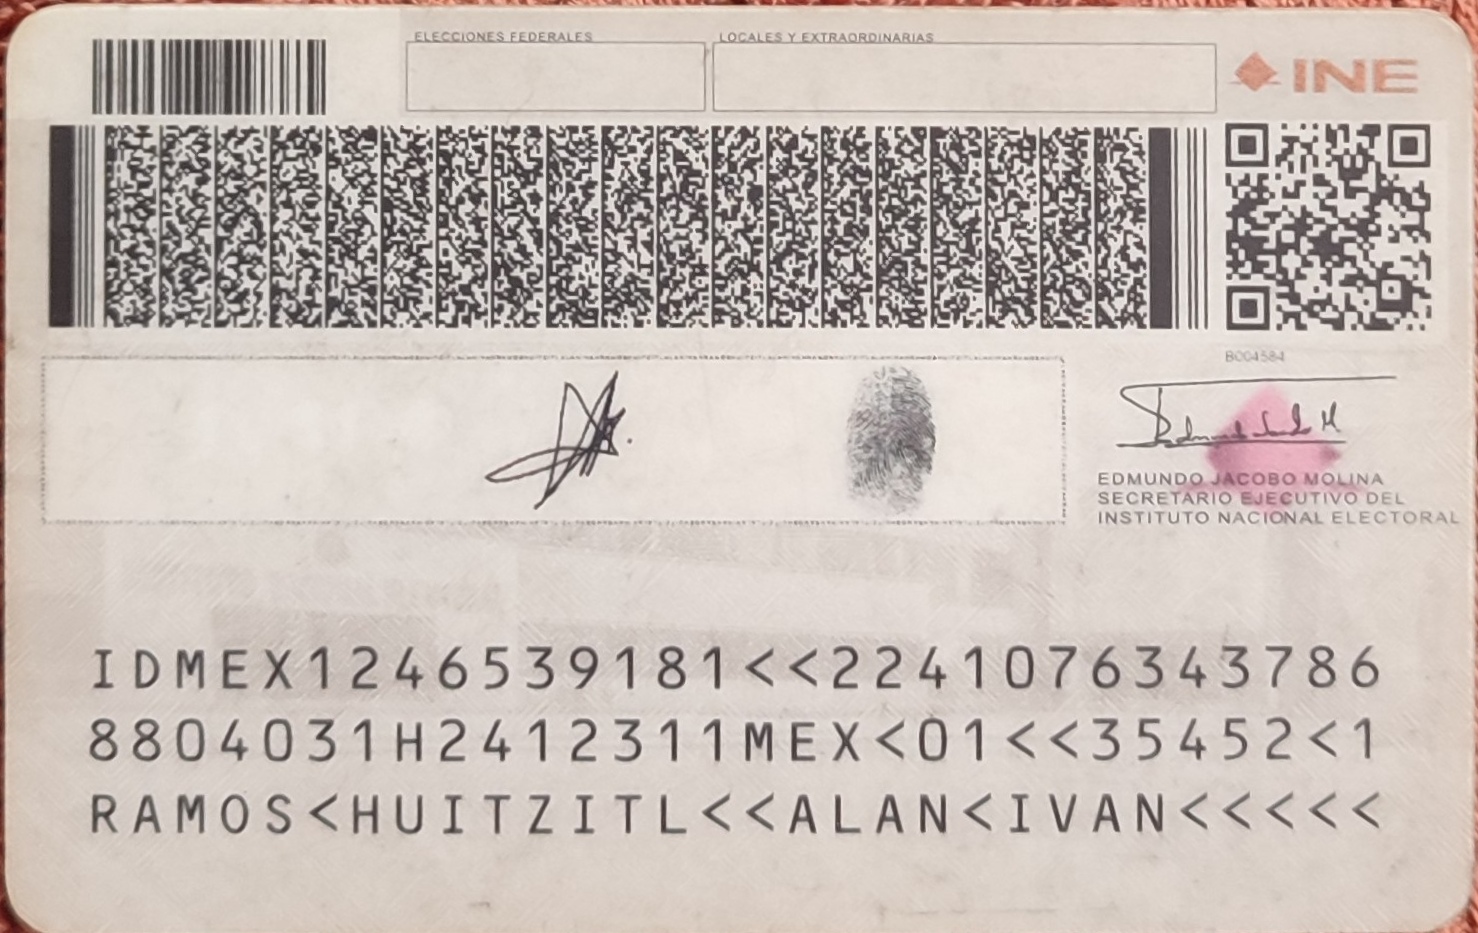 ELECCIONES FEDERALES
LOCALES Y EXTRAORDINARIAS
INE
B004584
EDMUNDO JACOBO MOLINA
SECRETARIO EJECUTIVO DEL
INSTITUTO NACIONAL ELECTORAL
IDMEX1246539181<<2241076343786
8804031H2412311MEX<01<<35452<1
RAMOS<HUITZITL<<ALAN<IVAN<<<<<